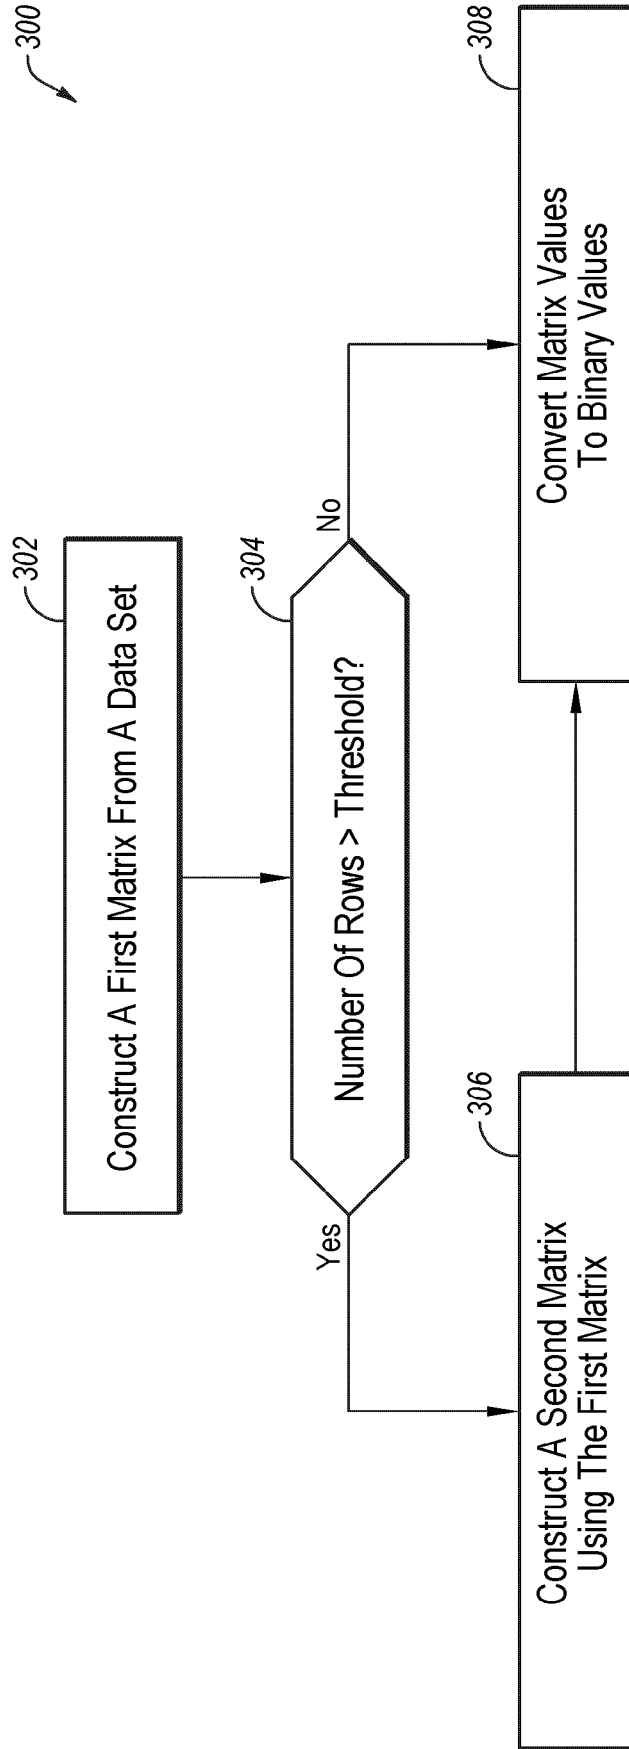 300
302
Construct A First Matrix From A Data Set
304
Number Of Rows > Threshold?
Yes
No
306
Construct A Second Matrix
Using The First Matrix
308
Convert Matrix Values
To Binary Values